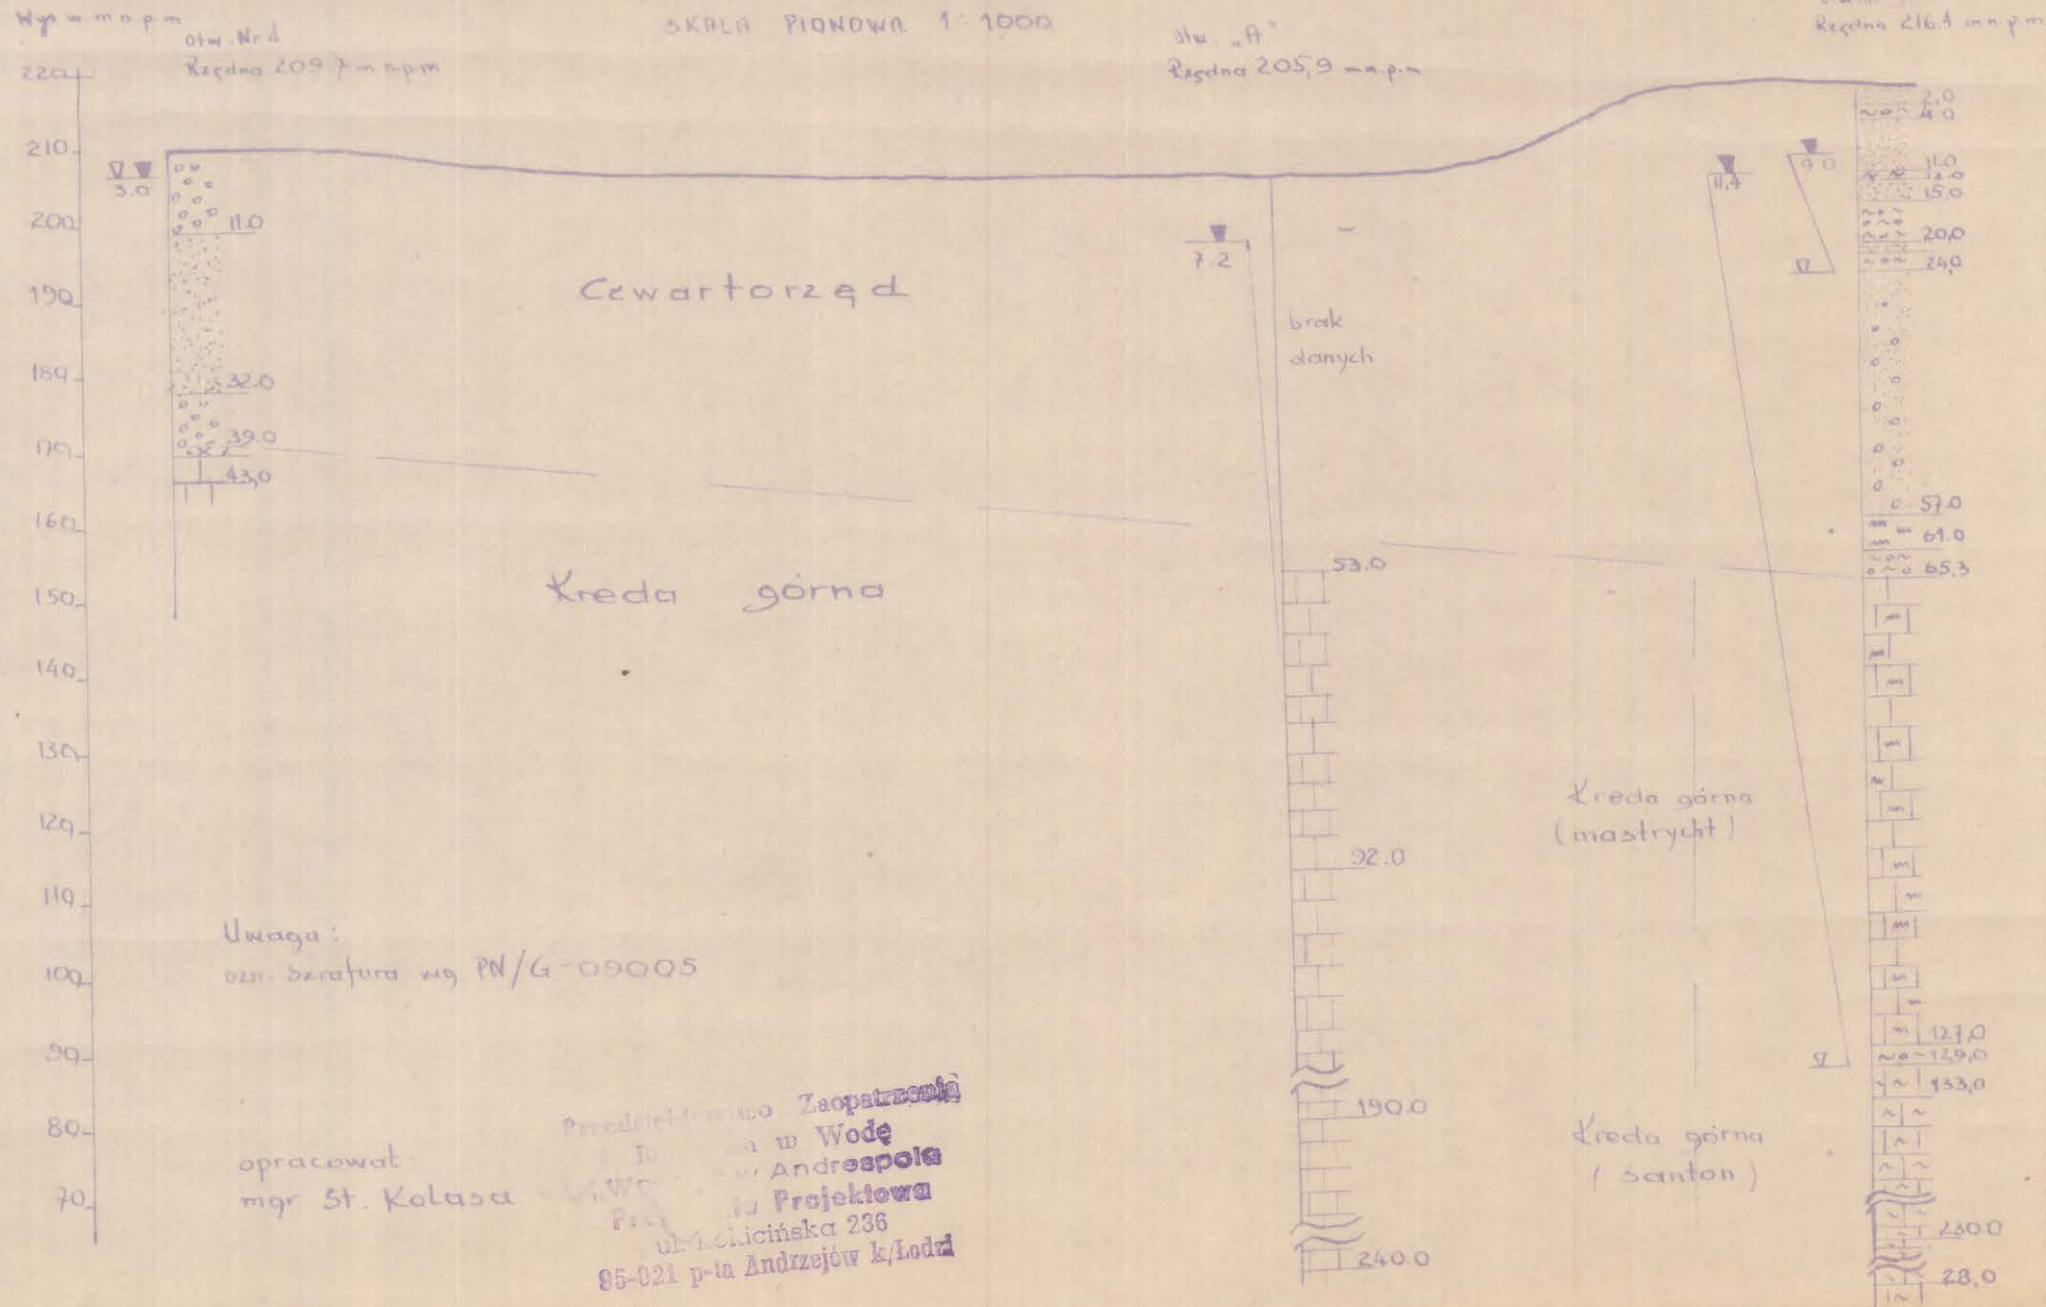 SKALA PIONOWA 1:1000
Wys w m n.p.m
Otw. Nr 4
Rzędna 209.7 m n.p.m
otw. „A"
Rzędna 205,9 m n.p.m
Rzędna 216.4 m n.p.m
220
210
200
190
180
170
160
150
140
130
120
110
100
90
80
70
3.0
11.0
32.0
39.0
43,0
Czwartorzęd
Kreda górna
7.2
brak
danych
53.0
92.0
190.0
240.0
11,4
9.0
2,0
4.0
11.0
15.0
20,0
24,0
57.0
61.0
65,3
127,0
129,0
133,0
230.0
28,0
Kreda górna
(mastrycht)
Kreda górna
(santon)
Uwaga:
ozn. Szrafura wg PN/G-09005
opracował
mgr St. Kolasa
Zaopatrzenia
w Wodę
w Andrespolu
Projektowa
236
95-021 p-ta Andrzejów k/Łodzi